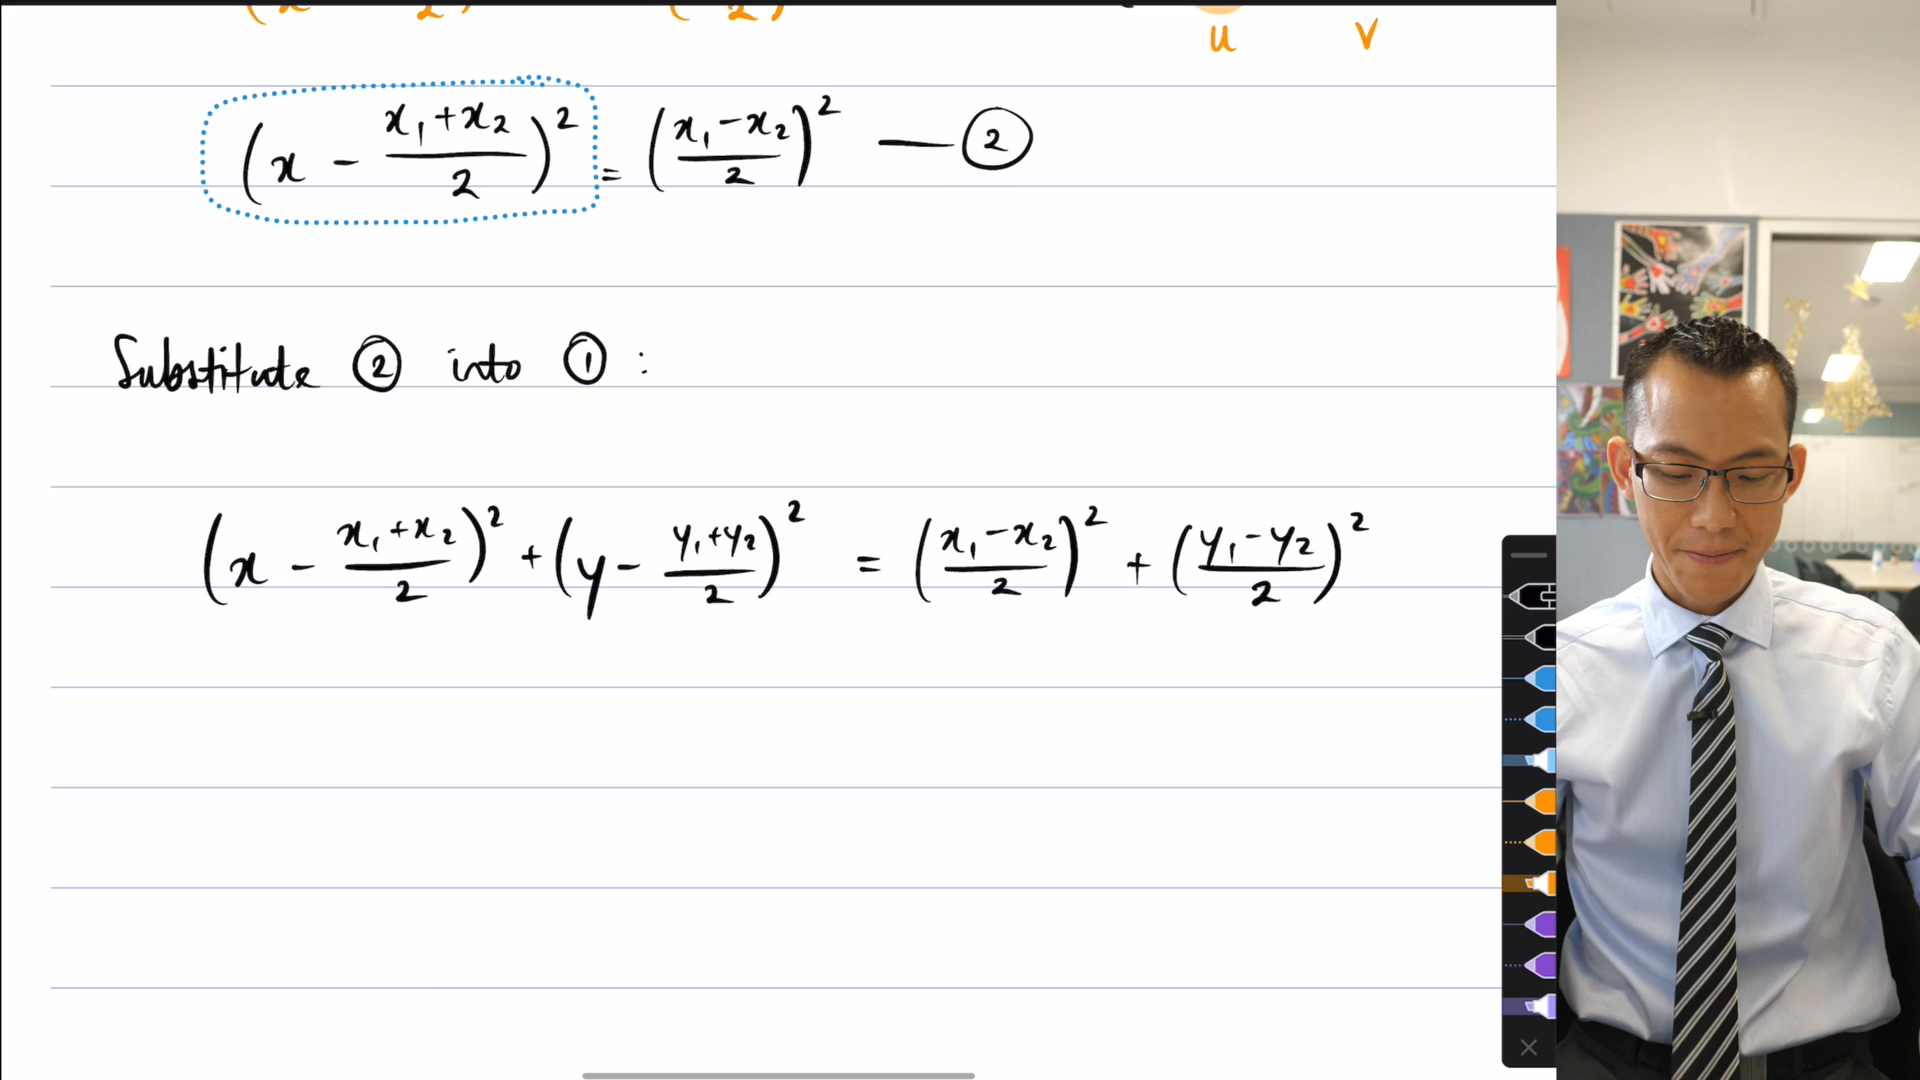 u v
(x - (x₁+x₂)/2)² = (x₁-x₂/2)² — ②
Substitute ② into ① :
(x - (x₁+x₂)/2)² + (y - (y₁+y₂)/2)² = ((x₁-x₂)/2)² + ((y₁-y₂)/2)²